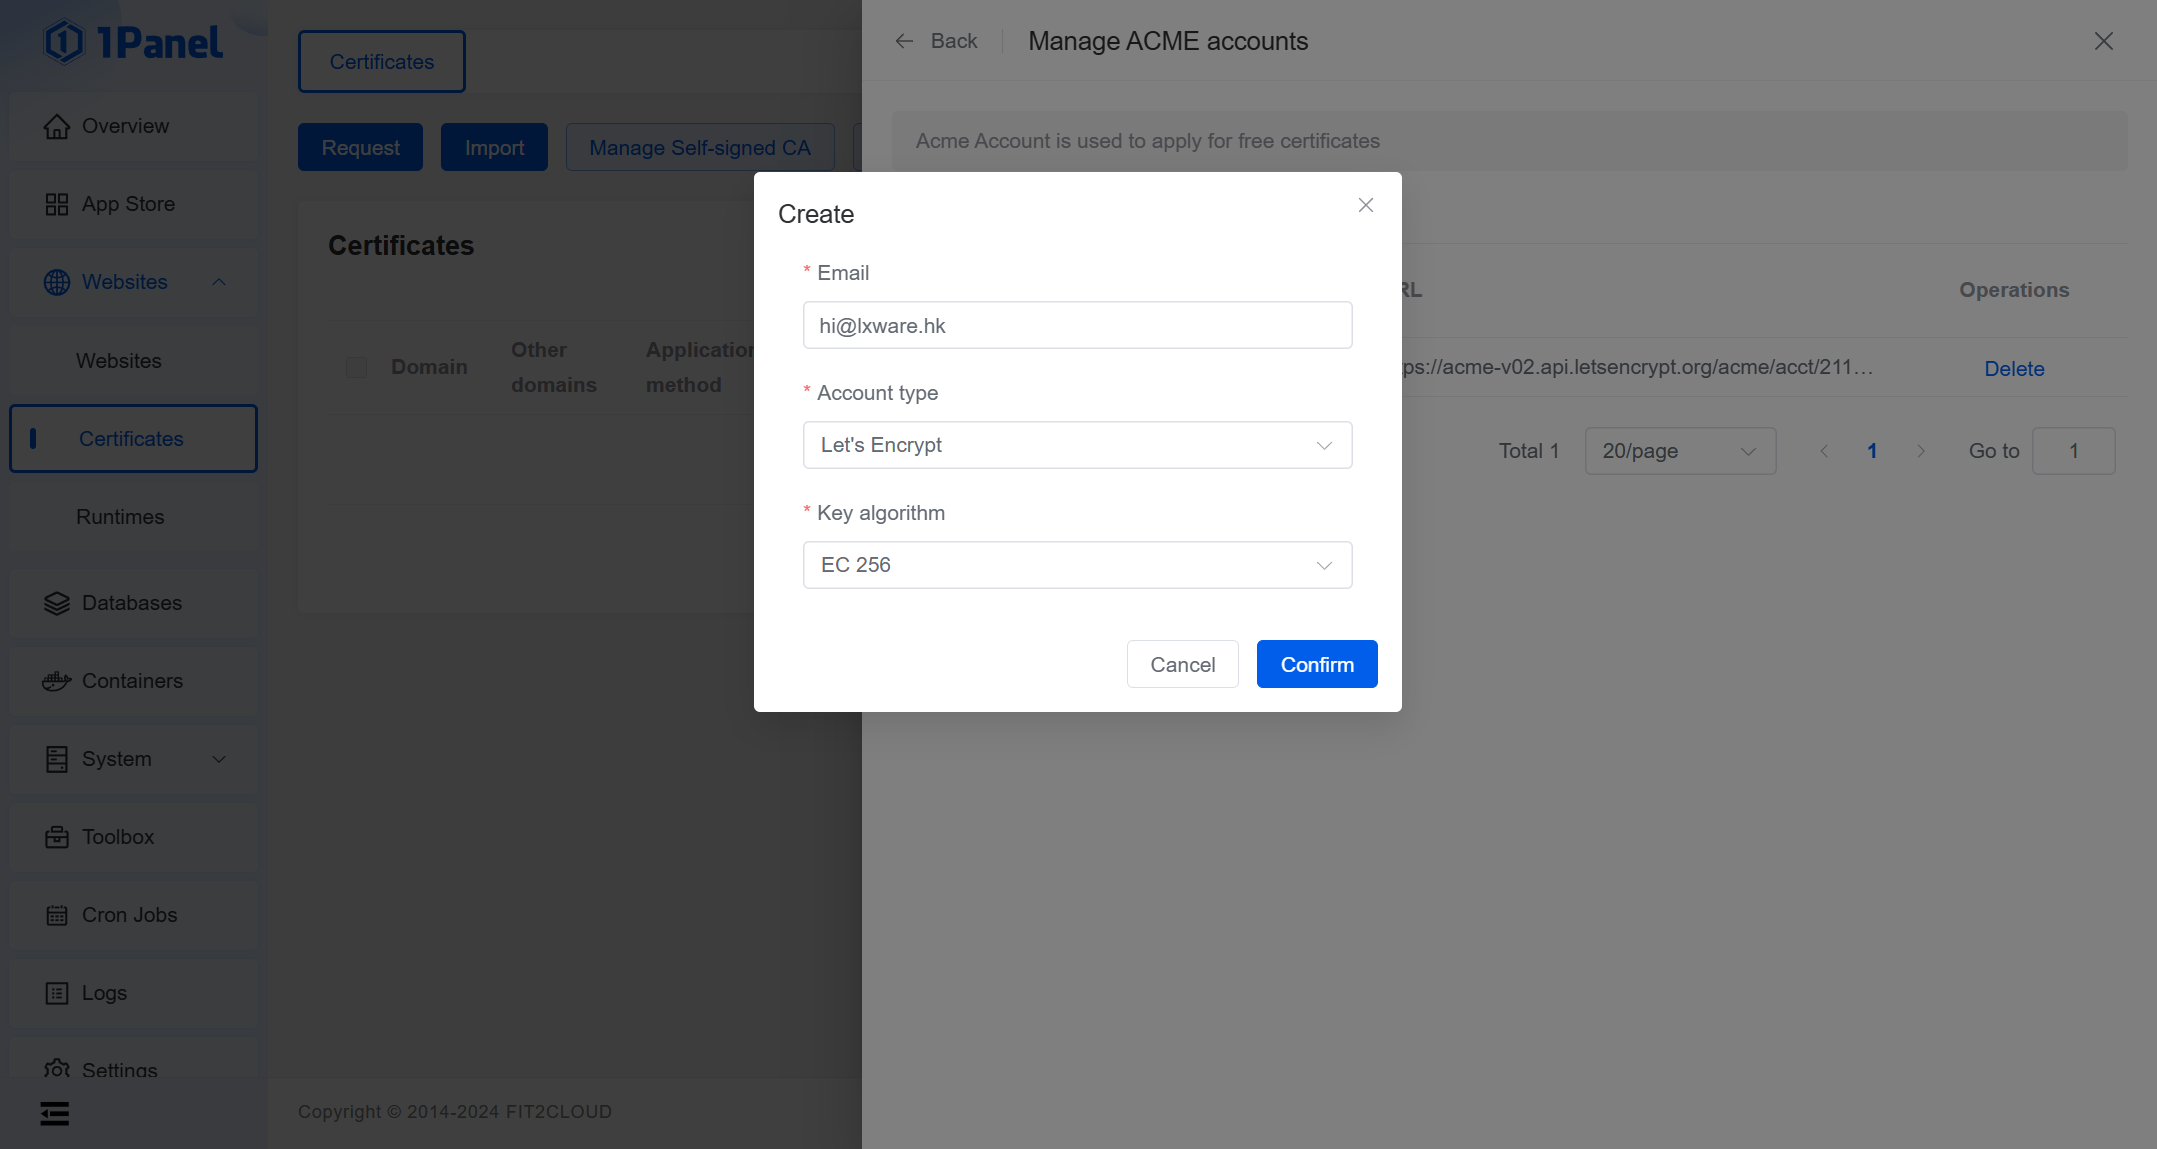 1Panel
Overview
App Store
Websites
Websites
Certificates
Runtimes
Databases
Containers
System
Toolbox
Cron Jobs
Logs
Settings
Certificates
Request
Import
Manage Self-signed CA
Certificates
Domain
Other domains
Application method
Copyright © 2014-2024 FIT2CLOUD
Back
Manage ACME accounts
Acme Account is used to apply for free certificates
RL
Operations
ps://acme-v02.api.letsencrypt.org/acme/acct/211...
Delete
Total 1
20/page
1
Go to
1
Create
* Email
hi@lxware.hk
* Account type
Let's Encrypt
* Key algorithm
EC 256
Cancel
Confirm